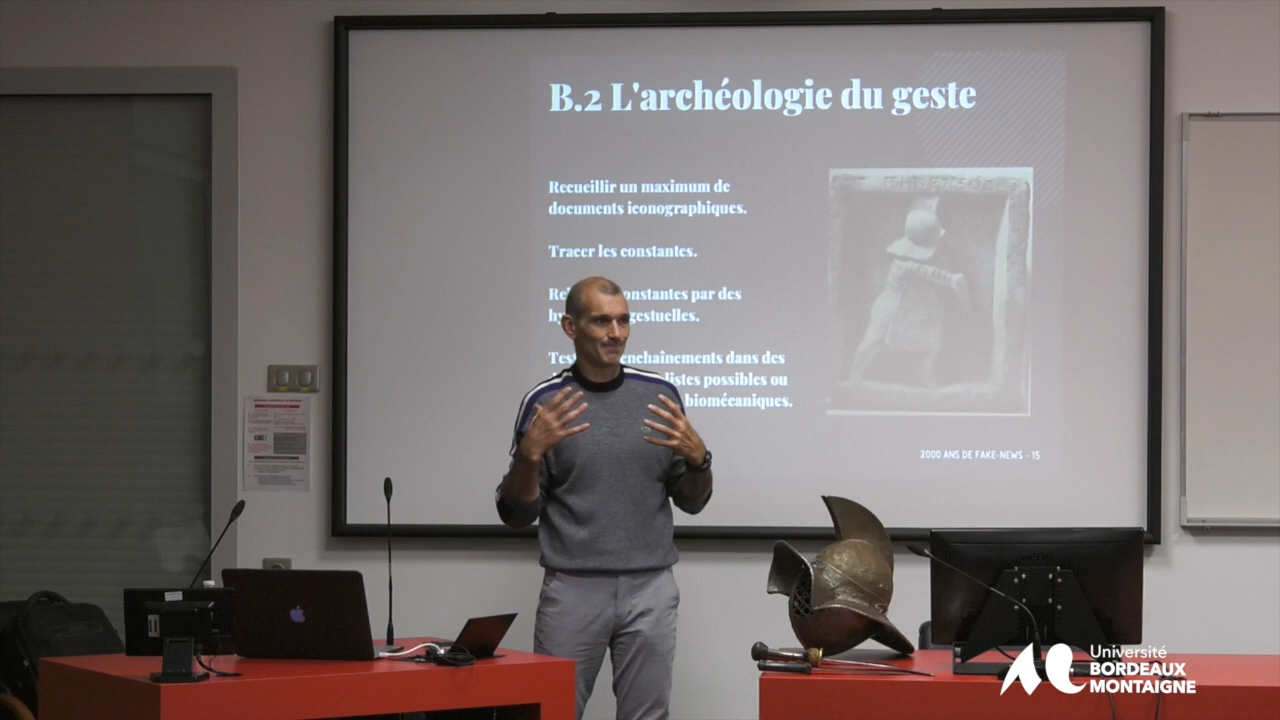 B.2 L'archéologie du geste
Recueillir un maximum de
documents iconographiques.
Tracer les constantes.
constantes par des
gestuelles.
enchaînements dans des
possibles ou
biomécaniques.
2000 ANS DE FAKE-NEWS - 15
Université
BORDEAUX
MONTAIGNE